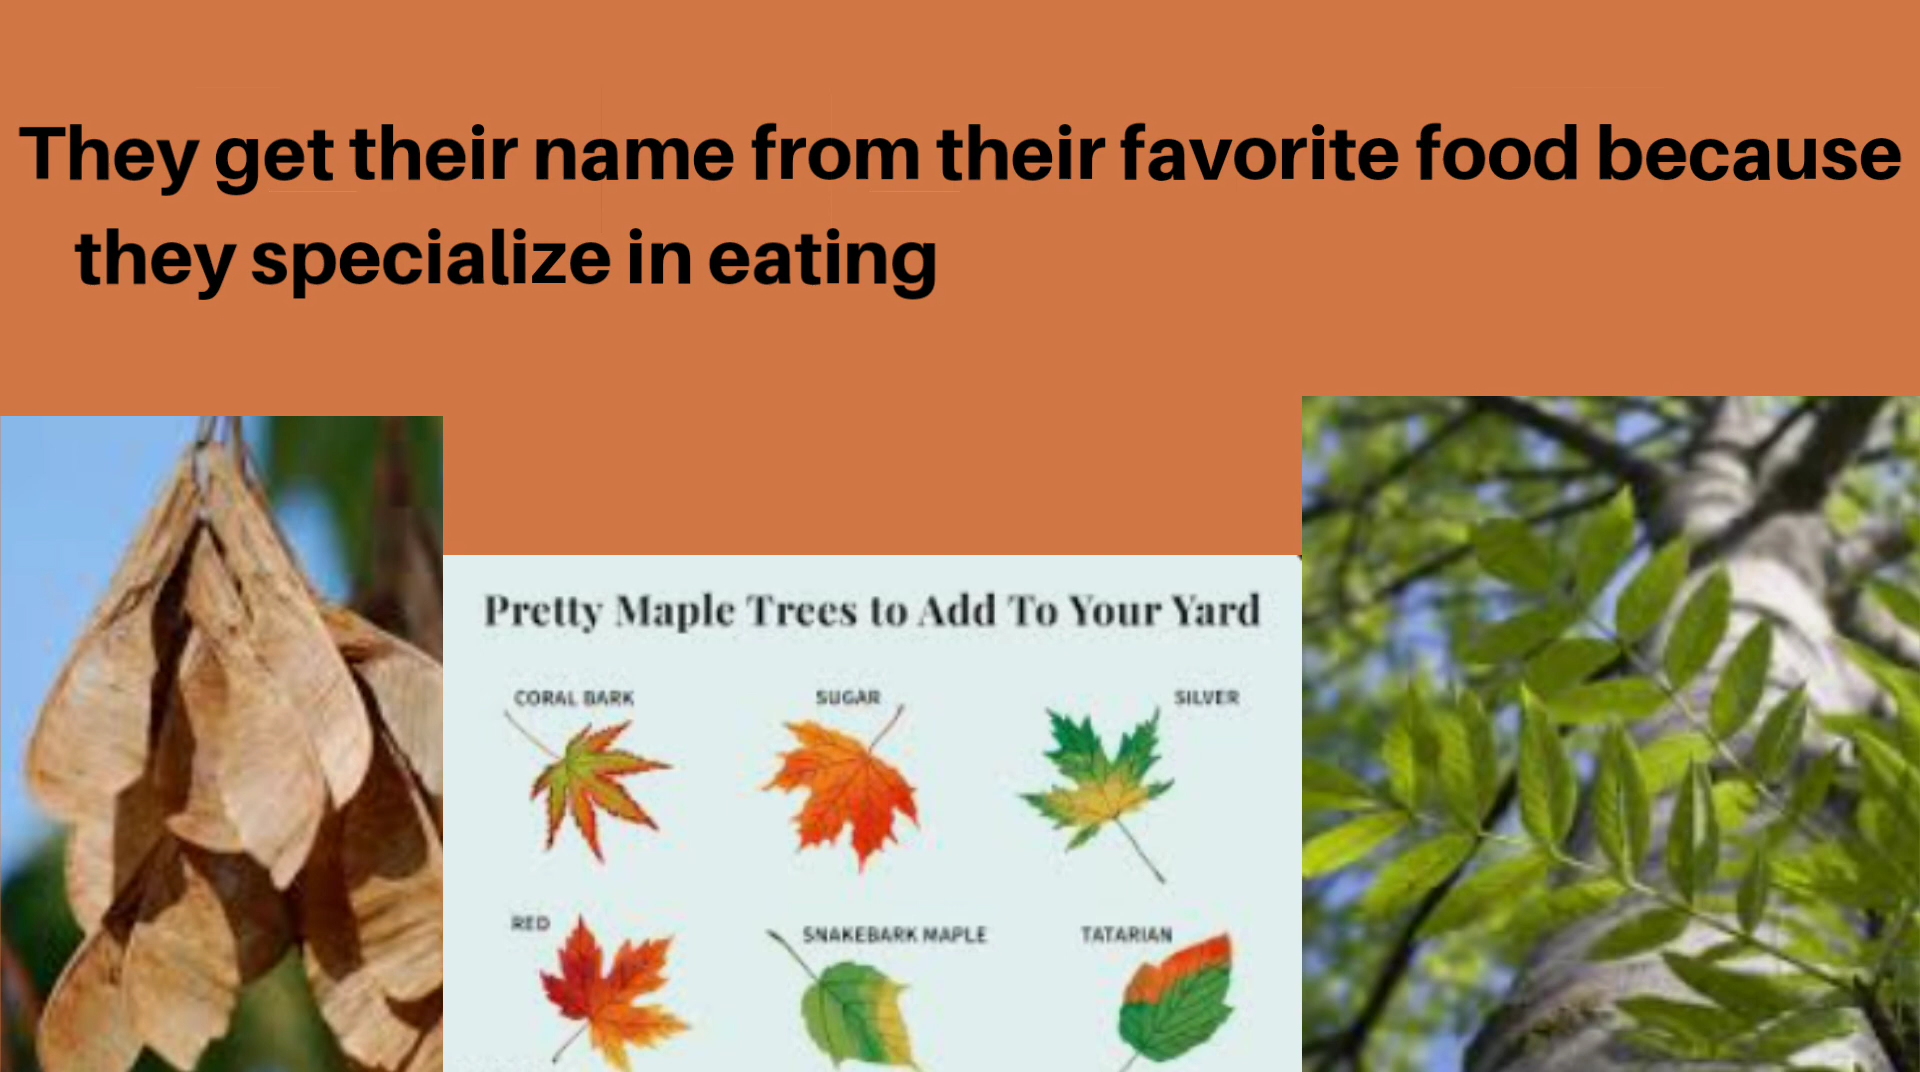 They get their name from their favorite food because
they specialize in eating
Pretty Maple Trees to Add To Your Yard
CORAL BARK
SUGAR
SILVER
RED
SNAKEBARK MAPLE
TATARIAN